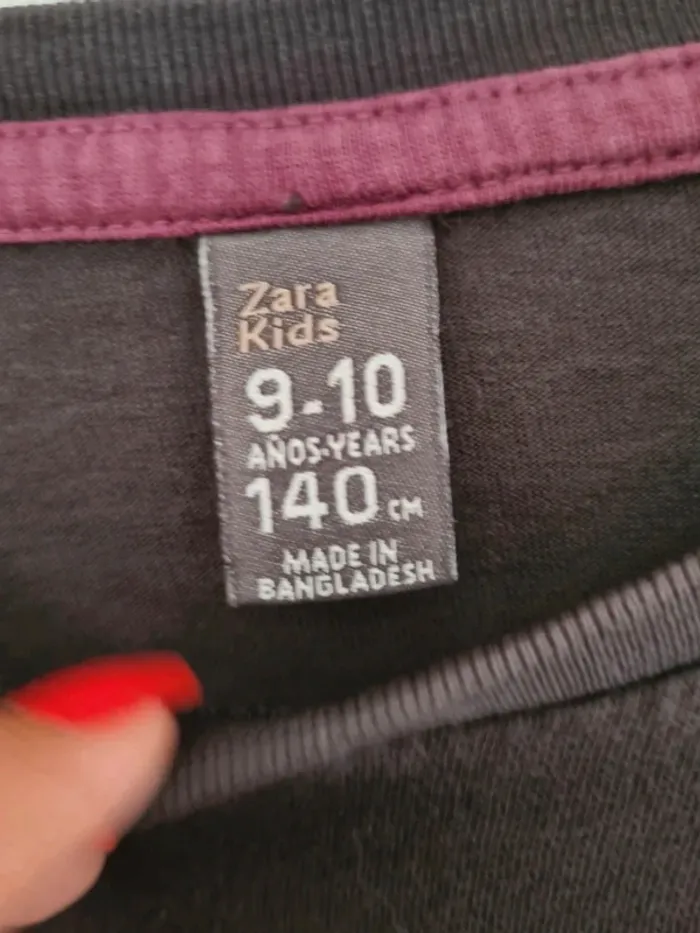 Zara
Kids
9-10
AÑOS-YEARS
140 CM
MADE IN
BANGLADESH